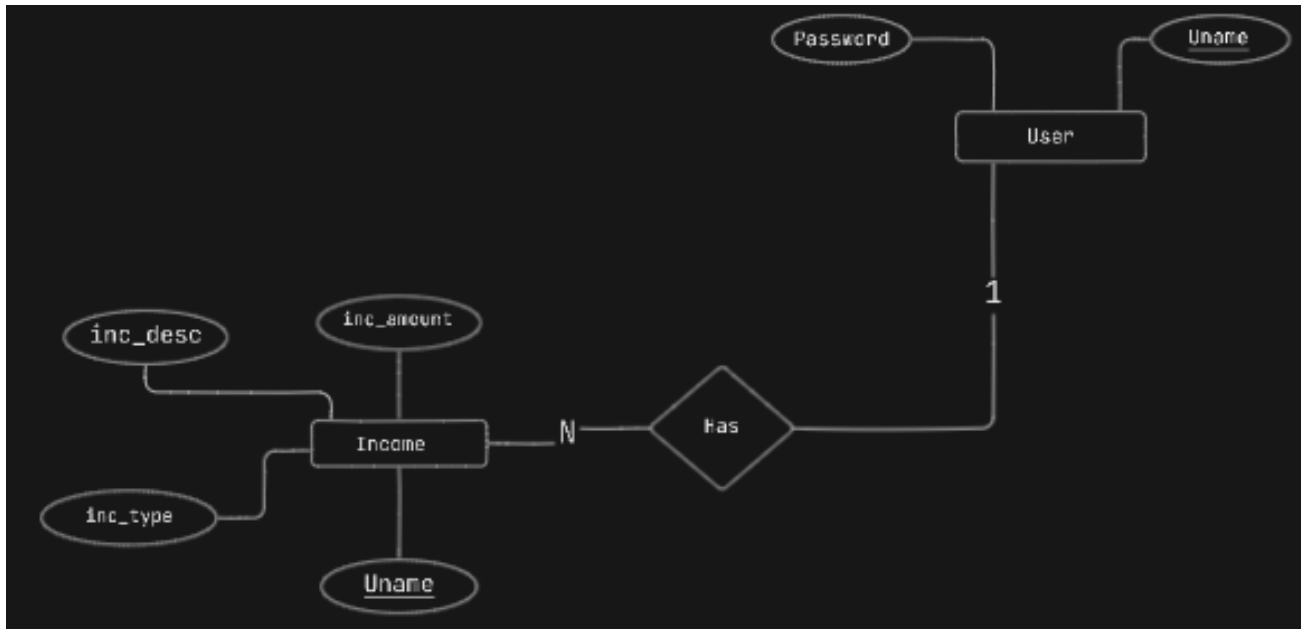 Password
Uname
User
1
inc_desc
inc_amount
Income
N
Has
inc_type
Uname